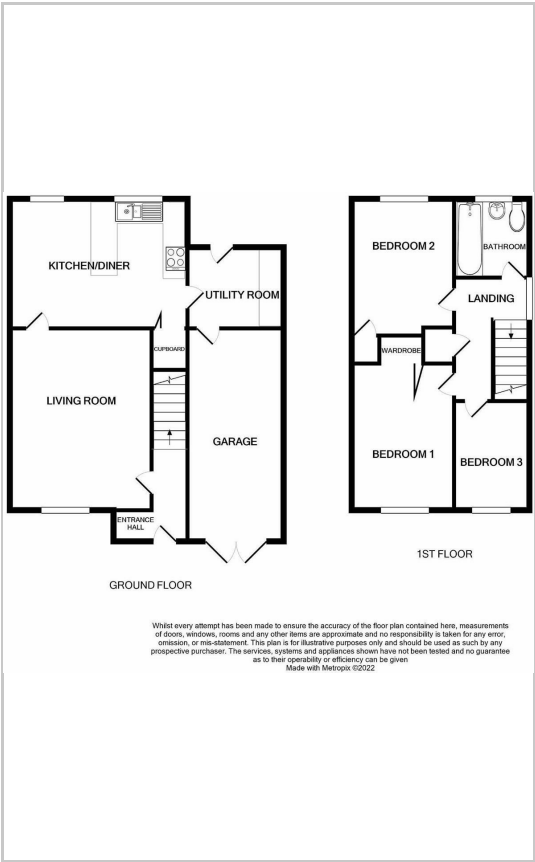 KITCHEN/DINER
UTILITY ROOM
CUPBOARD
LIVING ROOM
GARAGE
ENTRANCE
HALL
GROUND FLOOR
BEDROOM 2
BATHROOM
LANDING
WARDROBE
BEDROOM 1
BEDROOM 3
1ST FLOOR
Whilst every attempt has been made to ensure the accuracy of the floor plan contained here, measurements
of doors, windows, rooms and any other items are approximate and no responsibility is taken for any error,
omission, or mis-statement. This plan is for illustrative purposes only and should be used as such by any
prospective purchaser. The services, systems and appliances shown have not been tested and no guarantee
as to their operability or efficiency can be given
Made with Metropix ©2022